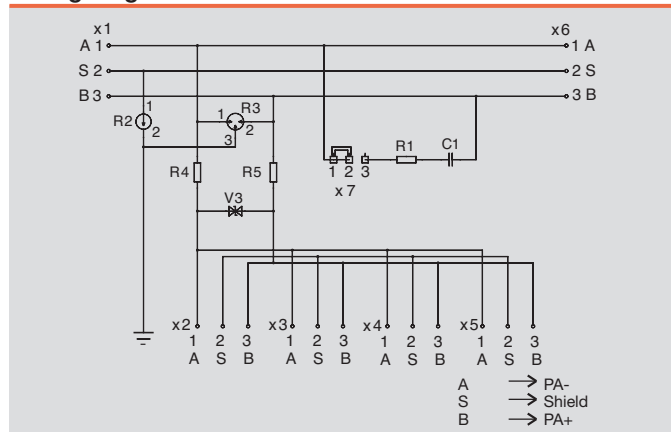 x1 x6
A 1 1 A
S 2 2 S
B 3 3 B
1 R3
R2 1 2
2 3 R1 C1
R4 R5 1 2 3
x 7
V3
x2 x3 x4 x5
1 2 3 1 2 3 1 2 3 1 2 3
A S B A S B A S B A S B
A PA-
S Shield
B PA+